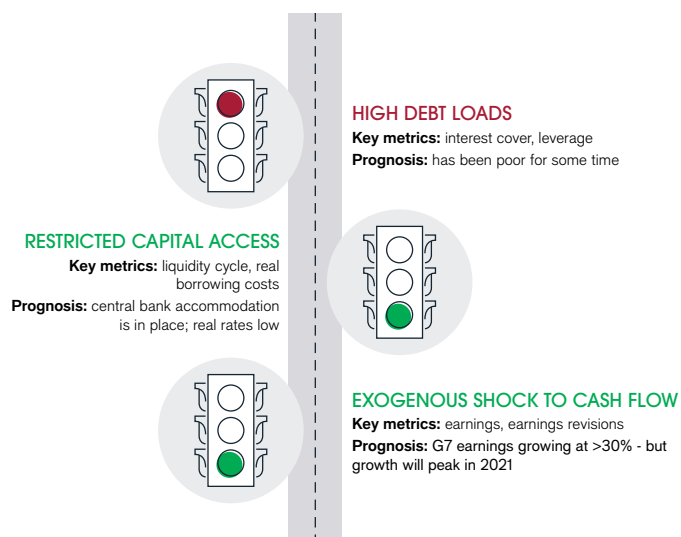 HIGH DEBT LOADS
Key metrics: interest cover, leverage
Prognosis: has been poor for some time
RESTRICTED CAPITAL ACCESS
Key metrics: liquidity cycle, real
borrowing costs
Prognosis: central bank accommodation
is in place; real rates low
EXOGENOUS SHOCK TO CASH FLOW
Key metrics: earnings, earnings revisions
Prognosis: G7 earnings growing at >30% - but
growth will peak in 2021